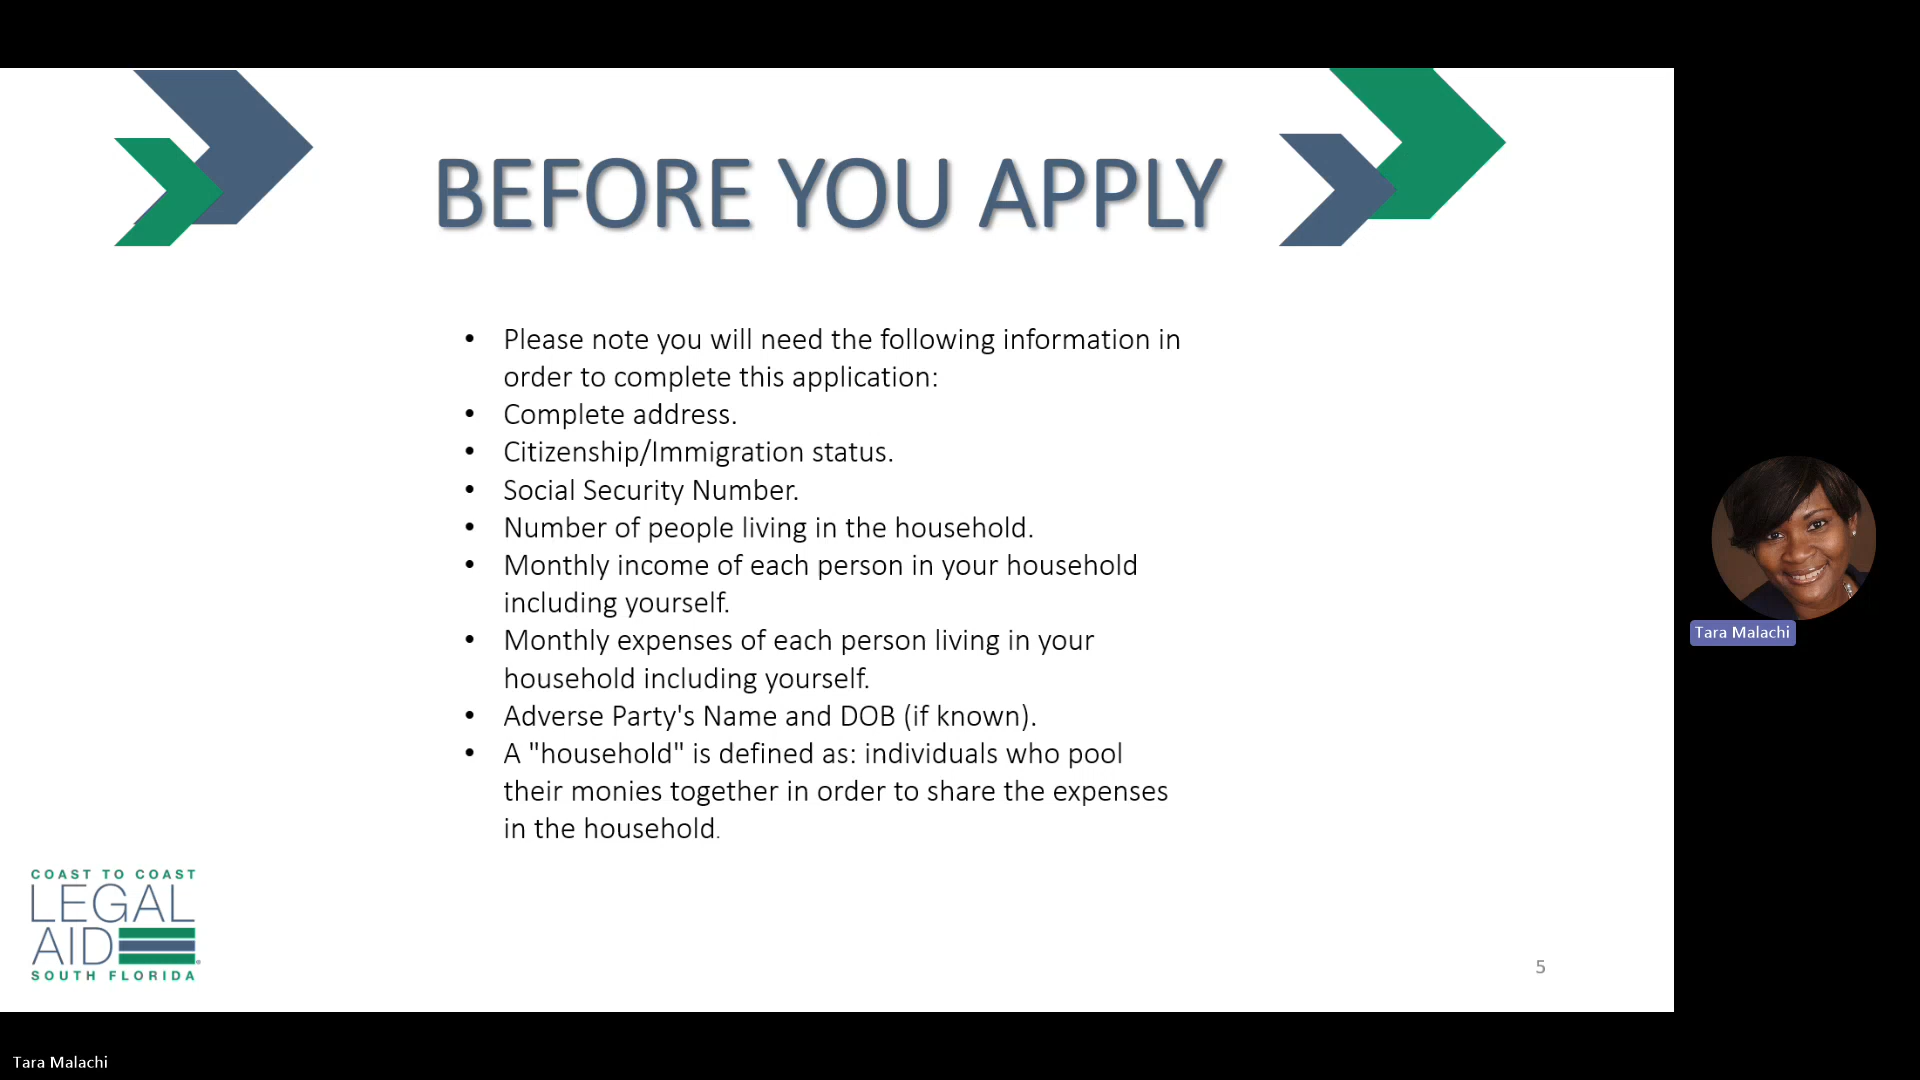 BEFORE YOU APPLY
• Please note you will need the following information in
order to complete this application:
• Complete address.
• Citizenship/Immigration status.
• Social Security Number.
• Number of people living in the household.
• Monthly income of each person in your household
including yourself.
• Monthly expenses of each person living in your
household including yourself.
• Adverse Party's Name and DOB (if known).
• A "household" is defined as: individuals who pool
their monies together in order to share the expenses
in the household.
COAST TO COAST
LEGAL
AID
SOUTH FLORIDA
5
Tara Malachi
Tara Malachi